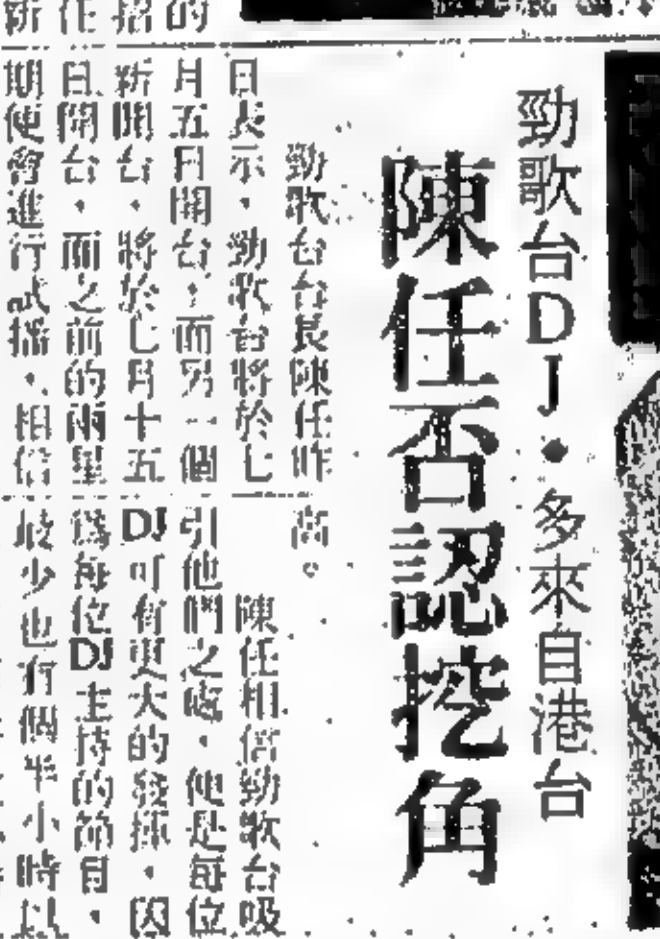 勁歌台DJ•多來自港台
陳任否認挖角
勁歌台台長陳任昨
日表示，勁歌台將於七
月五日開台，而另一個
新開台，將於七月十五
日開台，而之前的兩星
期便會進行試播，相信
高。
陳任相信勁歌台吸
引他們之處，便是每位
DJ可有更大的發揮，因
為每位DJ主持的節目，
最少也有個半小時以